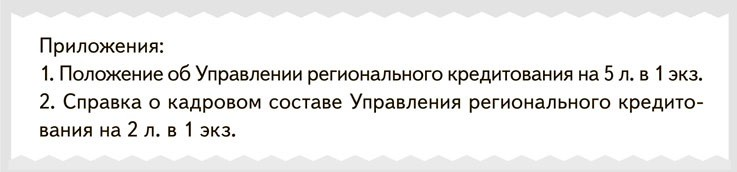 Приложения:
1. Положение об Управлении регионального кредитования на 5 л. в 1 экз.
2. Справка о кадровом составе Управления регионального кредито-
вания на 2 л. в 1 экз.